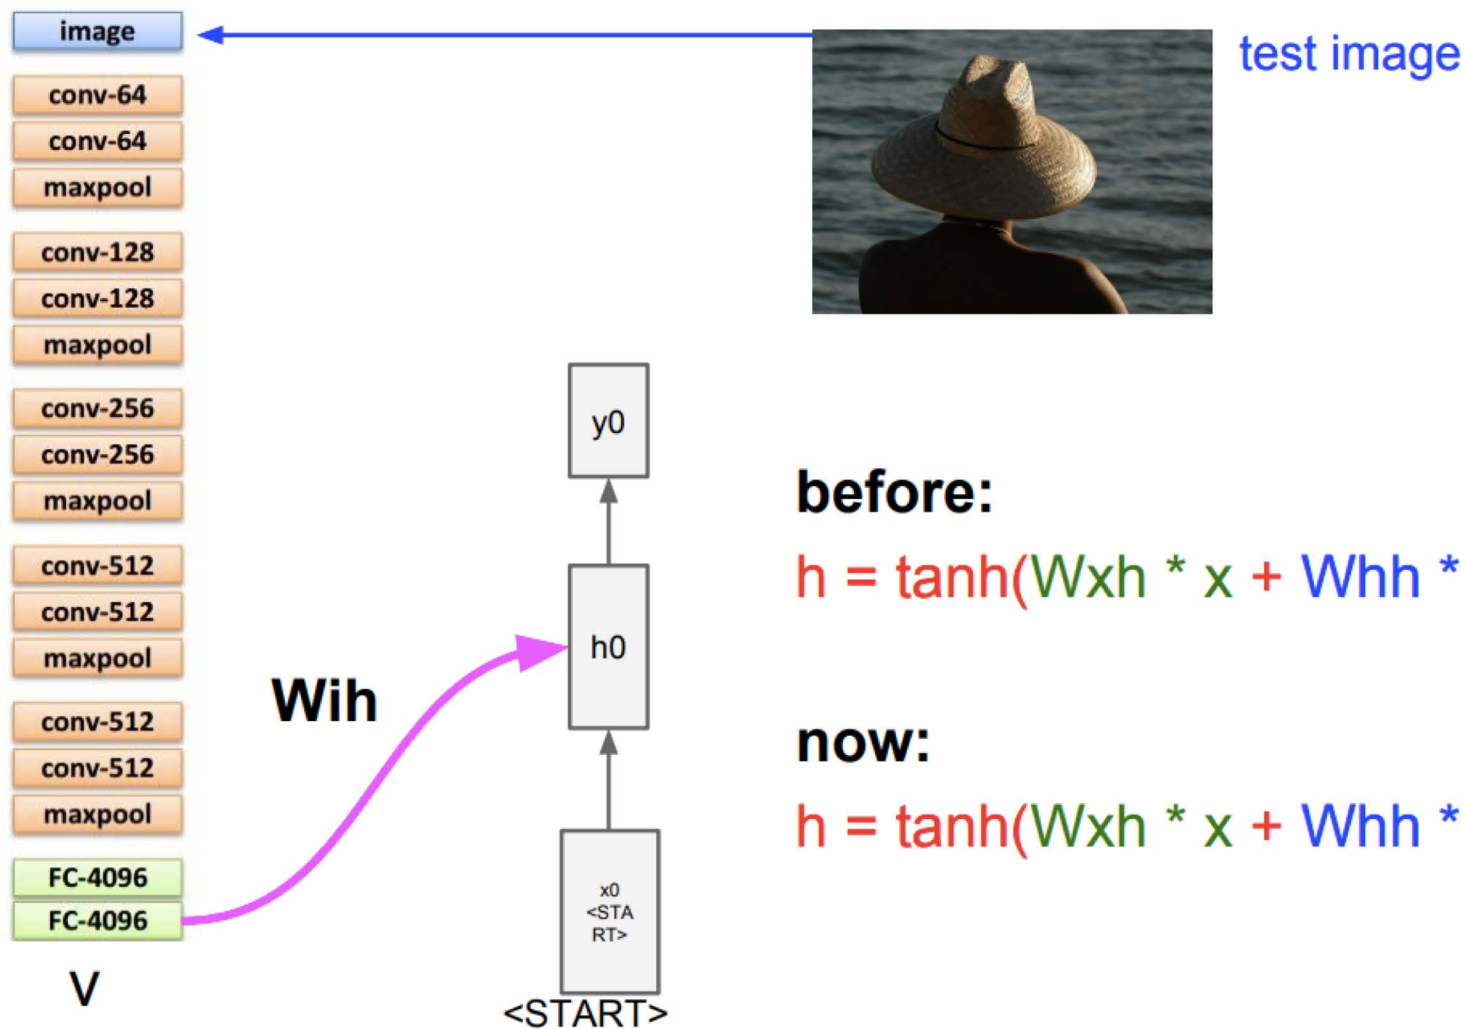 image
test image
conv-64
conv-64
maxpool
conv-128
conv-128
maxpool
conv-256
conv-256
maxpool
conv-512
conv-512
maxpool
conv-512
conv-512
maxpool
FC-4096
FC-4096
v
Wih
y0
h0
x0
<STA
RT>
<START>
before:
h = tanh(Wxh * x + Whh *
now:
h = tanh(Wxh * x + Whh *